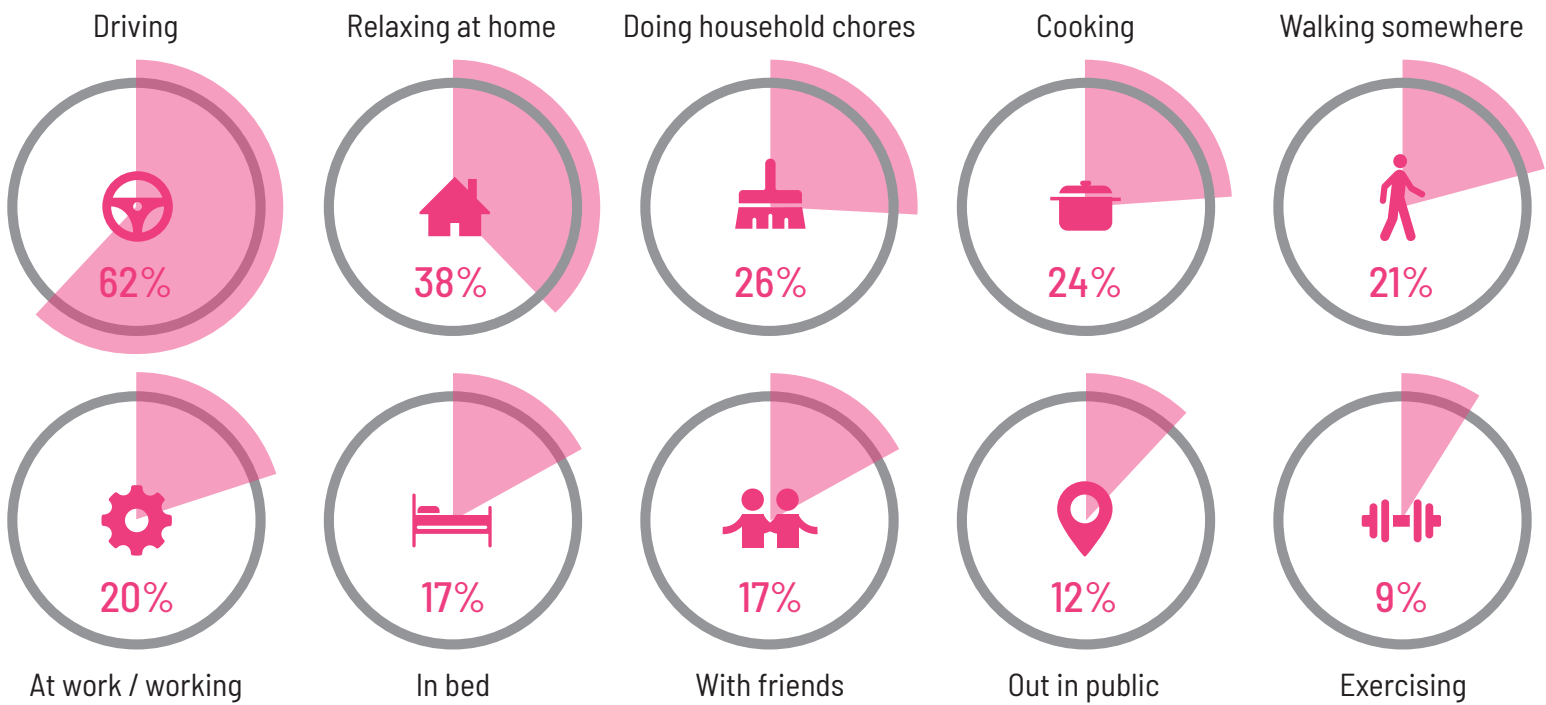 Driving
Relaxing at home
Doing household chores
Cooking
Walking somewhere
62%
38%
26%
24%
21%
20%
17%
17%
12%
9%
At work / working
In bed
With friends
Out in public
Exercising